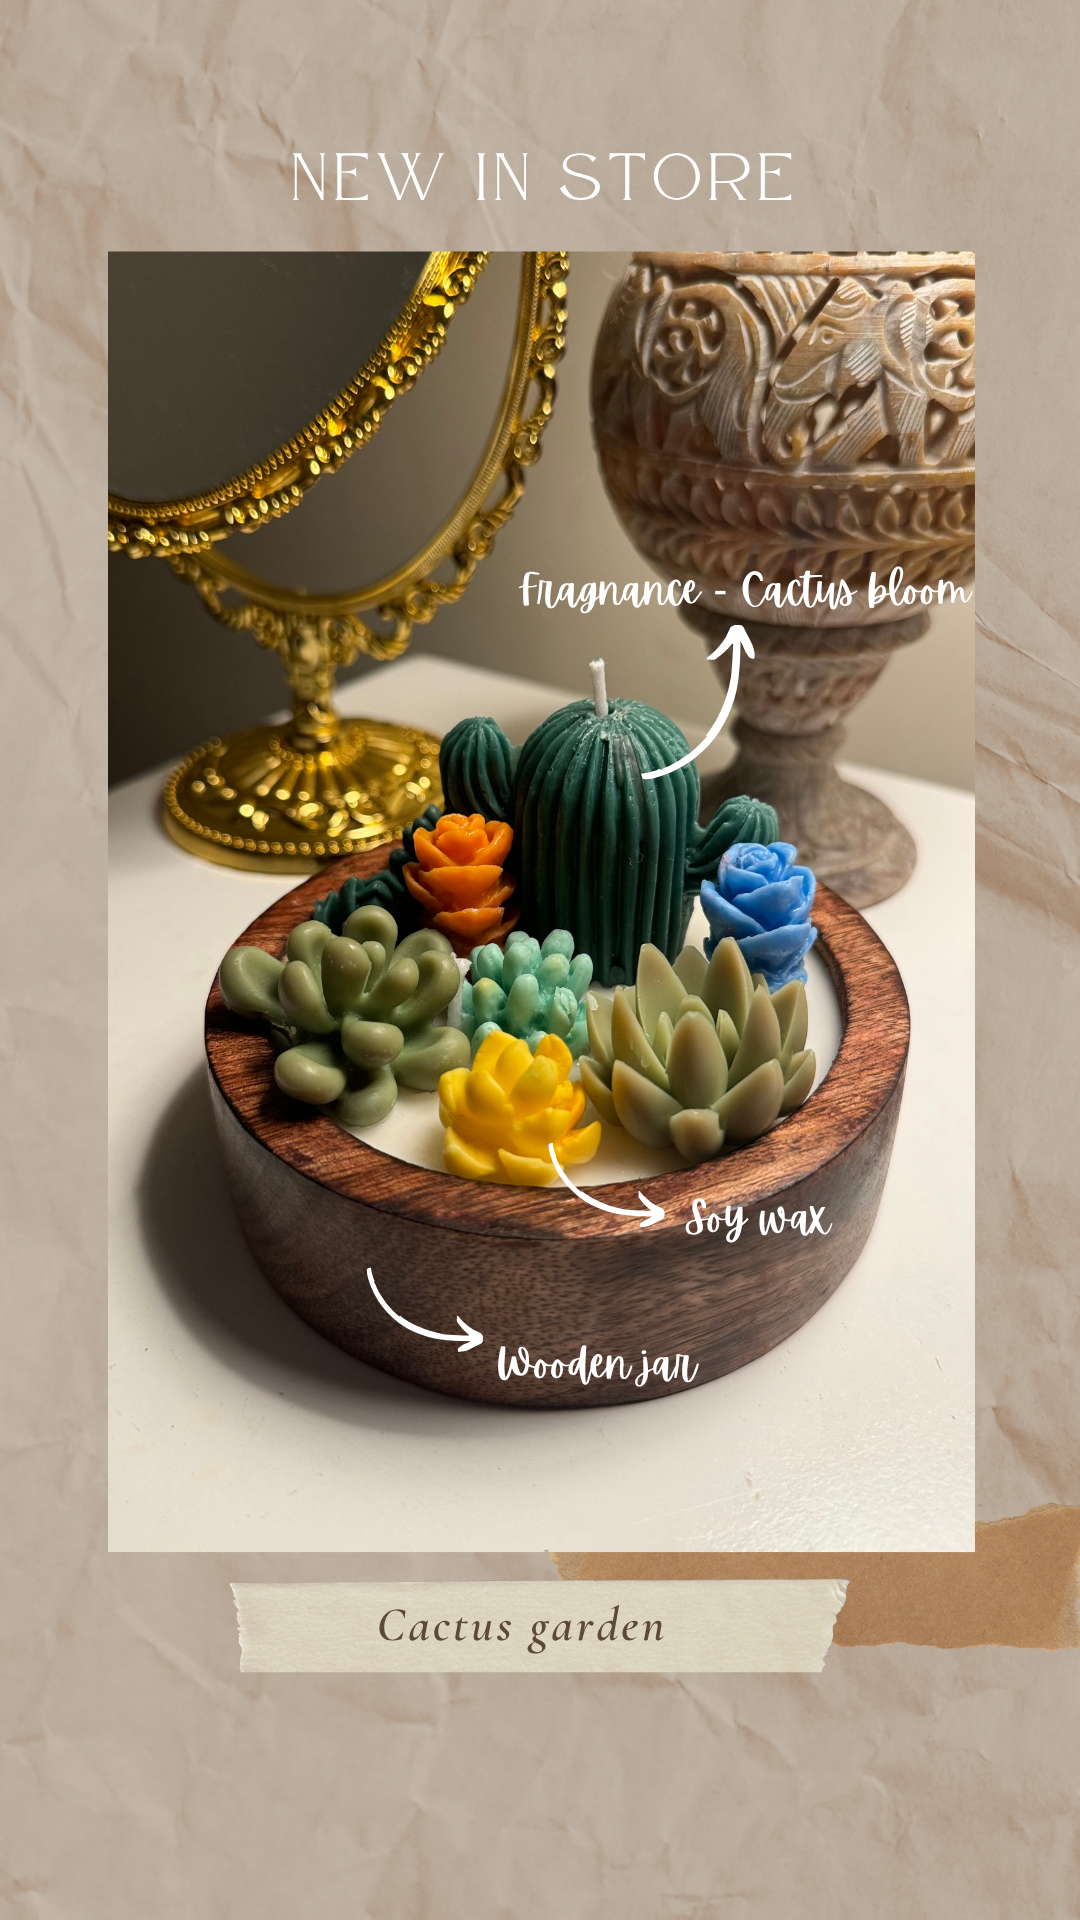 NEW IN STORE
Fragnance - Cactus bloom
Soy wax
Wooden jar
Cactus garden